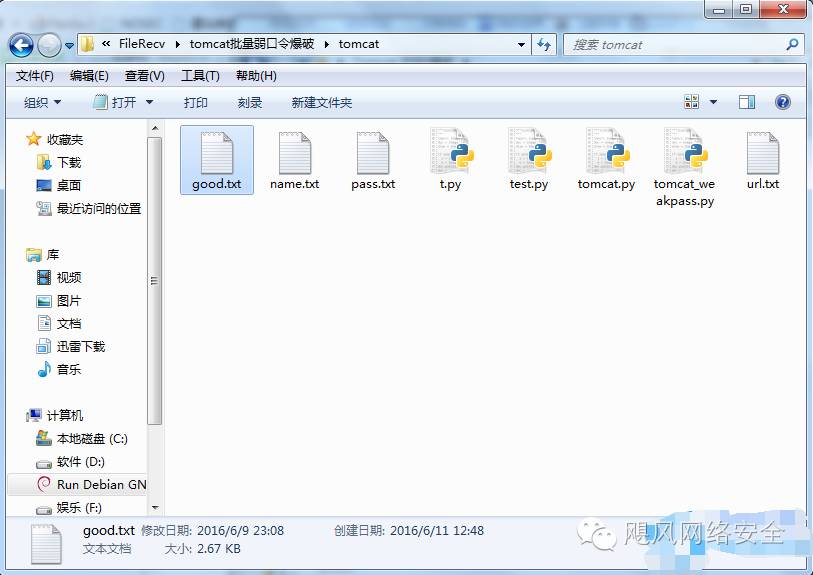 « FileRecv ▸ tomcat批量弱口令爆破 ▸ tomcat
搜索 tomcat
文件(F) 编辑(E) 查看(V) 工具(T) 帮助(H)
组织 打开 打印 刻录 新建文件夹
收藏夹
下载
桌面
最近访问的位置
库
视频
图片
文档
迅雷下载
音乐
计算机
本地磁盘 (C:)
软件 (D:)
Run Debian GN
娱乐 (F:)
good.txt
name.txt
pass.txt
t.py
test.py
tomcat.py
tomcat_we
akpass.py
url.txt
good.txt 修改日期: 2016/6/9 23:08 创建日期: 2016/6/11 12:48
文本文档 大小: 2.67 KB
飓风网络安全